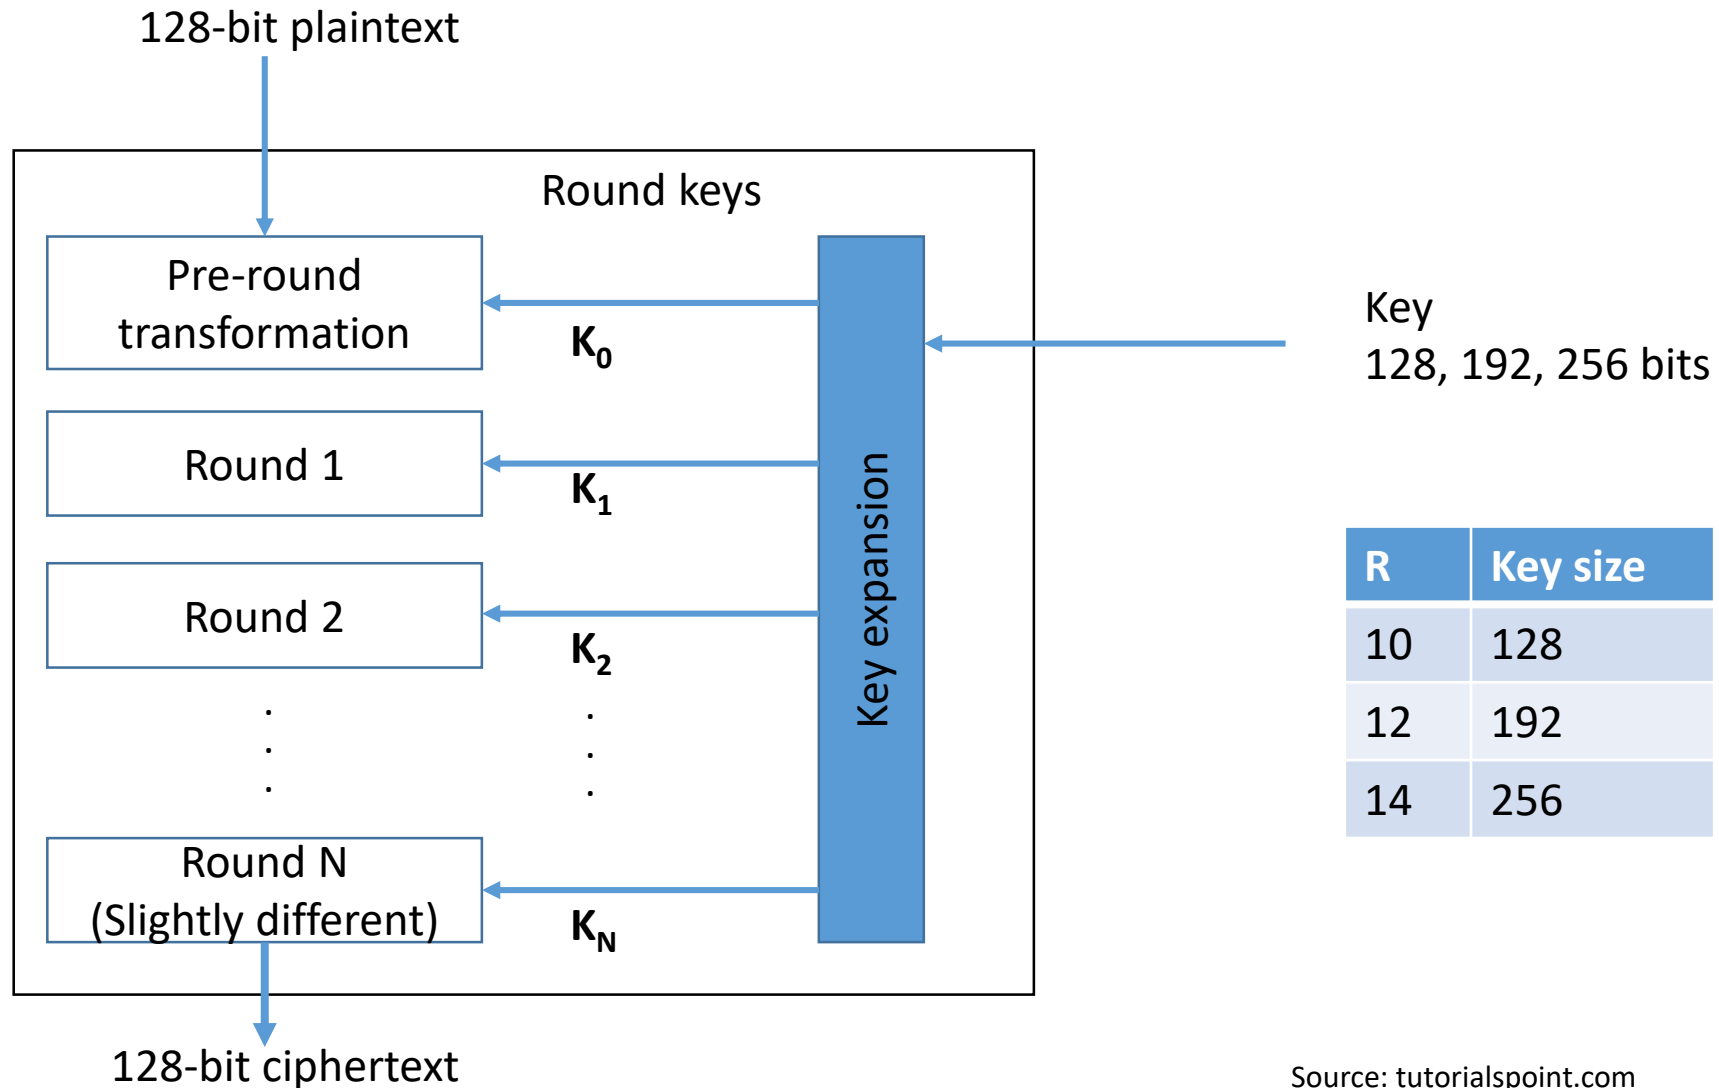 128-bit plaintext
Round keys
Pre-round
transformation
K₀
Key
128, 192, 256 bits
Round 1
K₁
Round 2
K₂
.
.
.
.
.
.
Key expansion
Round N
(Slightly different)
K_N
128-bit ciphertext
R Key size
10 128
12 192
14 256
Source: tutorialspoint.com